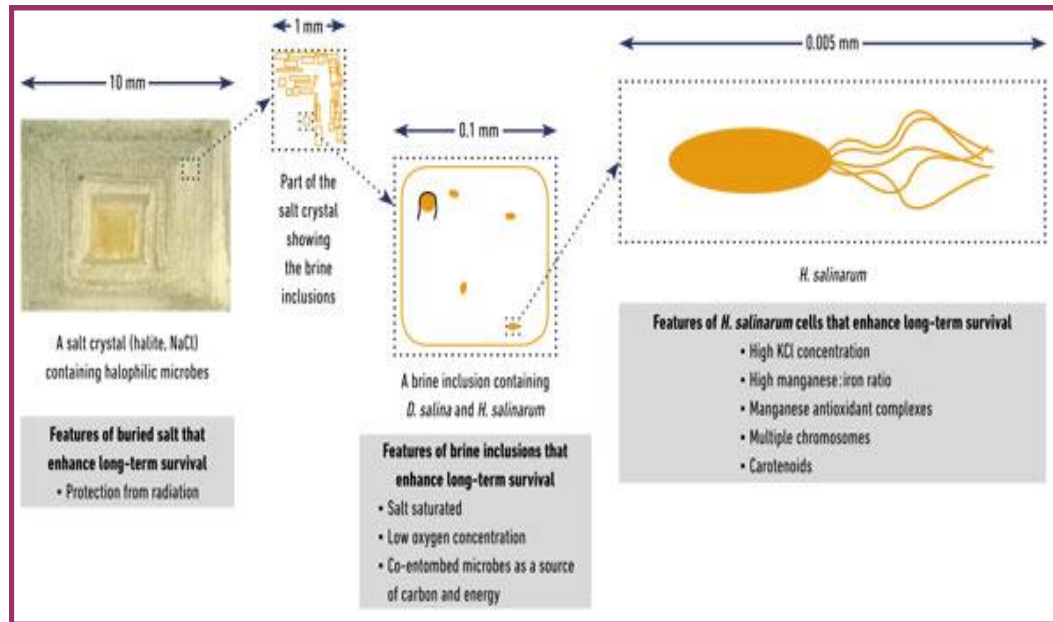 10 mm
A salt crystal (halite, NaCl)
containing halophilic microbes
Features of buried salt that
enhance long-term survival
• Protection from radiation
1 mm
Part of the
salt crystal
showing
the brine
inclusions
0.1 mm
A brine inclusion containing
D. salina and H. salinarum
Features of brine inclusions that
enhance long-term survival
• Salt saturated
• Low oxygen concentration
• Co-entombed microbes as a source
of carbon and energy
0.005 mm
H. salinarum
Features of H. salinarum cells that enhance long-term survival
• High KCl concentration
• High manganese:iron ratio
• Manganese antioxidant complexes
• Multiple chromosomes
• Carotenoids